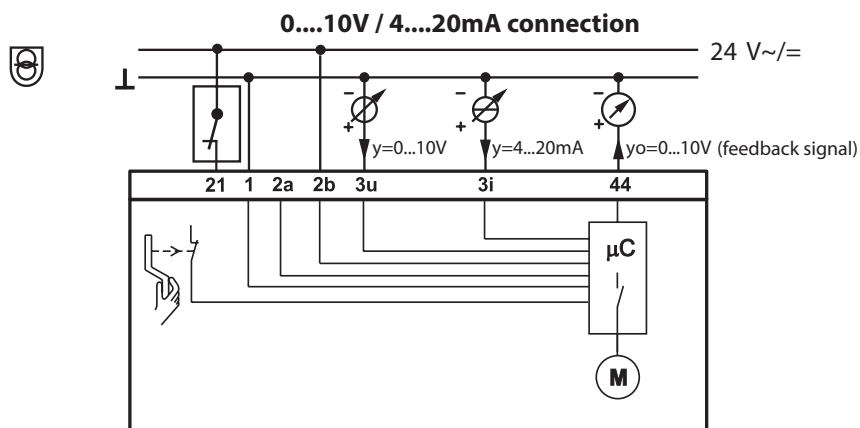 0....10V / 4....20mA connection
24 V~/=
⊥
- - -
+ + +
y=0...10V y=4...20mA yo=0...10V (feedback signal)
21 1 2a 2b 3u 3i 44
µC
M